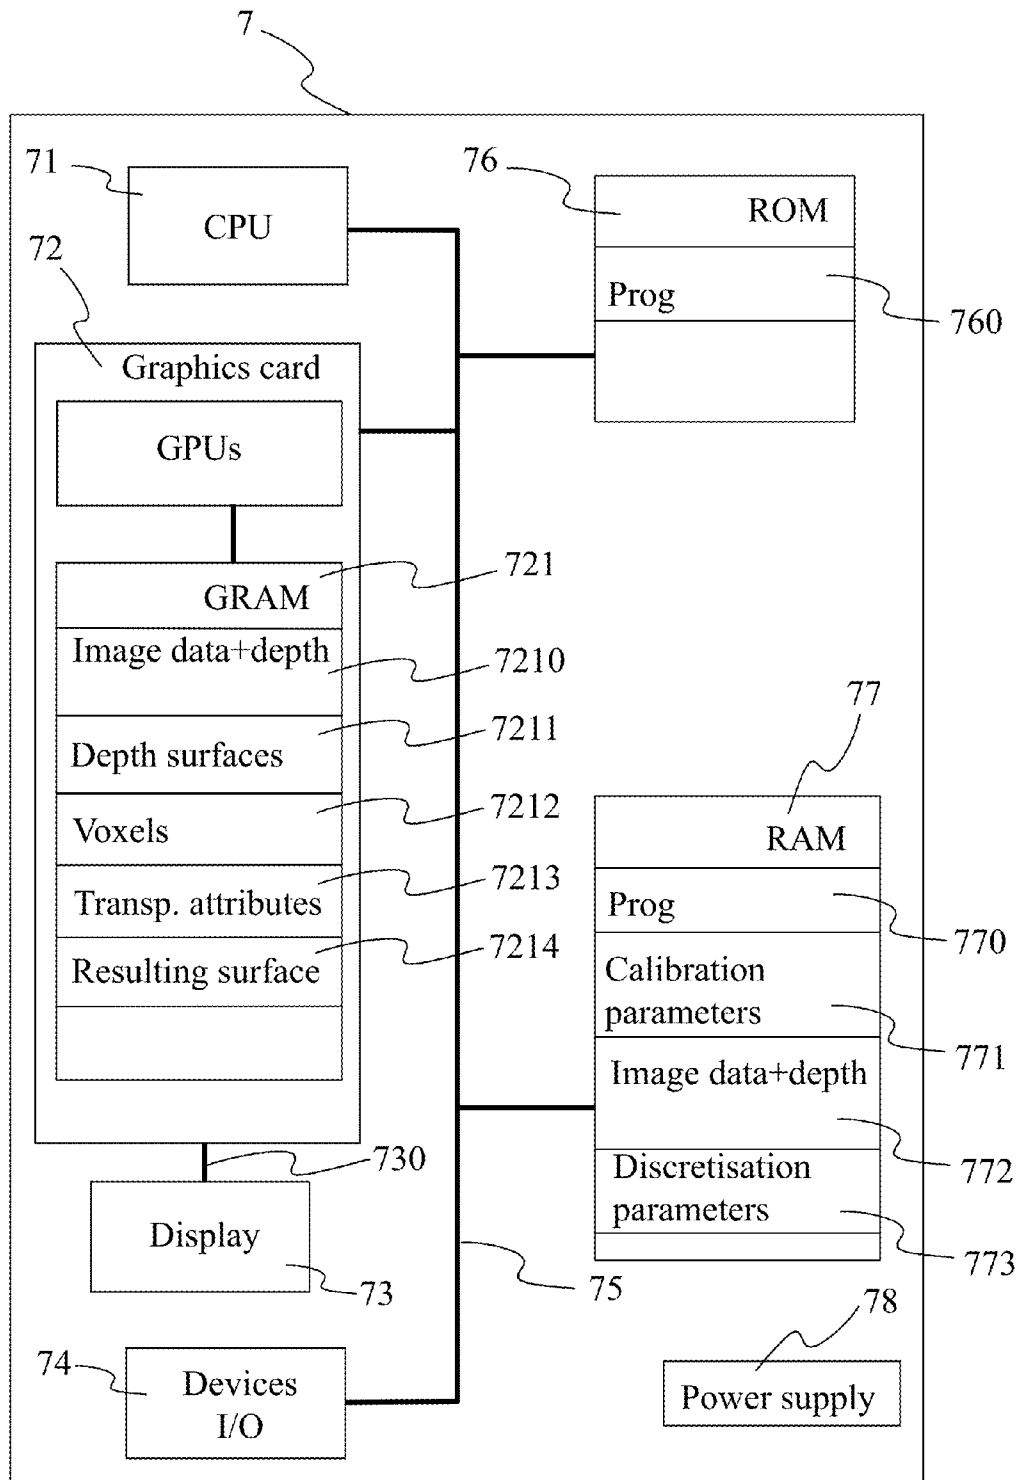 7
71
CPU
76
ROM
Prog
760
72
Graphics card
GPUs
721
GRAM
Image data+depth
7210
Depth surfaces
7211
Voxels
7212
Transp. attributes
7213
Resulting surface
7214
77
RAM
Prog
770
Calibration
parameters
771
Image data+depth
772
Discretisation
parameters
773
730
Display
73
75
74
Devices
I/O
78
Power supply